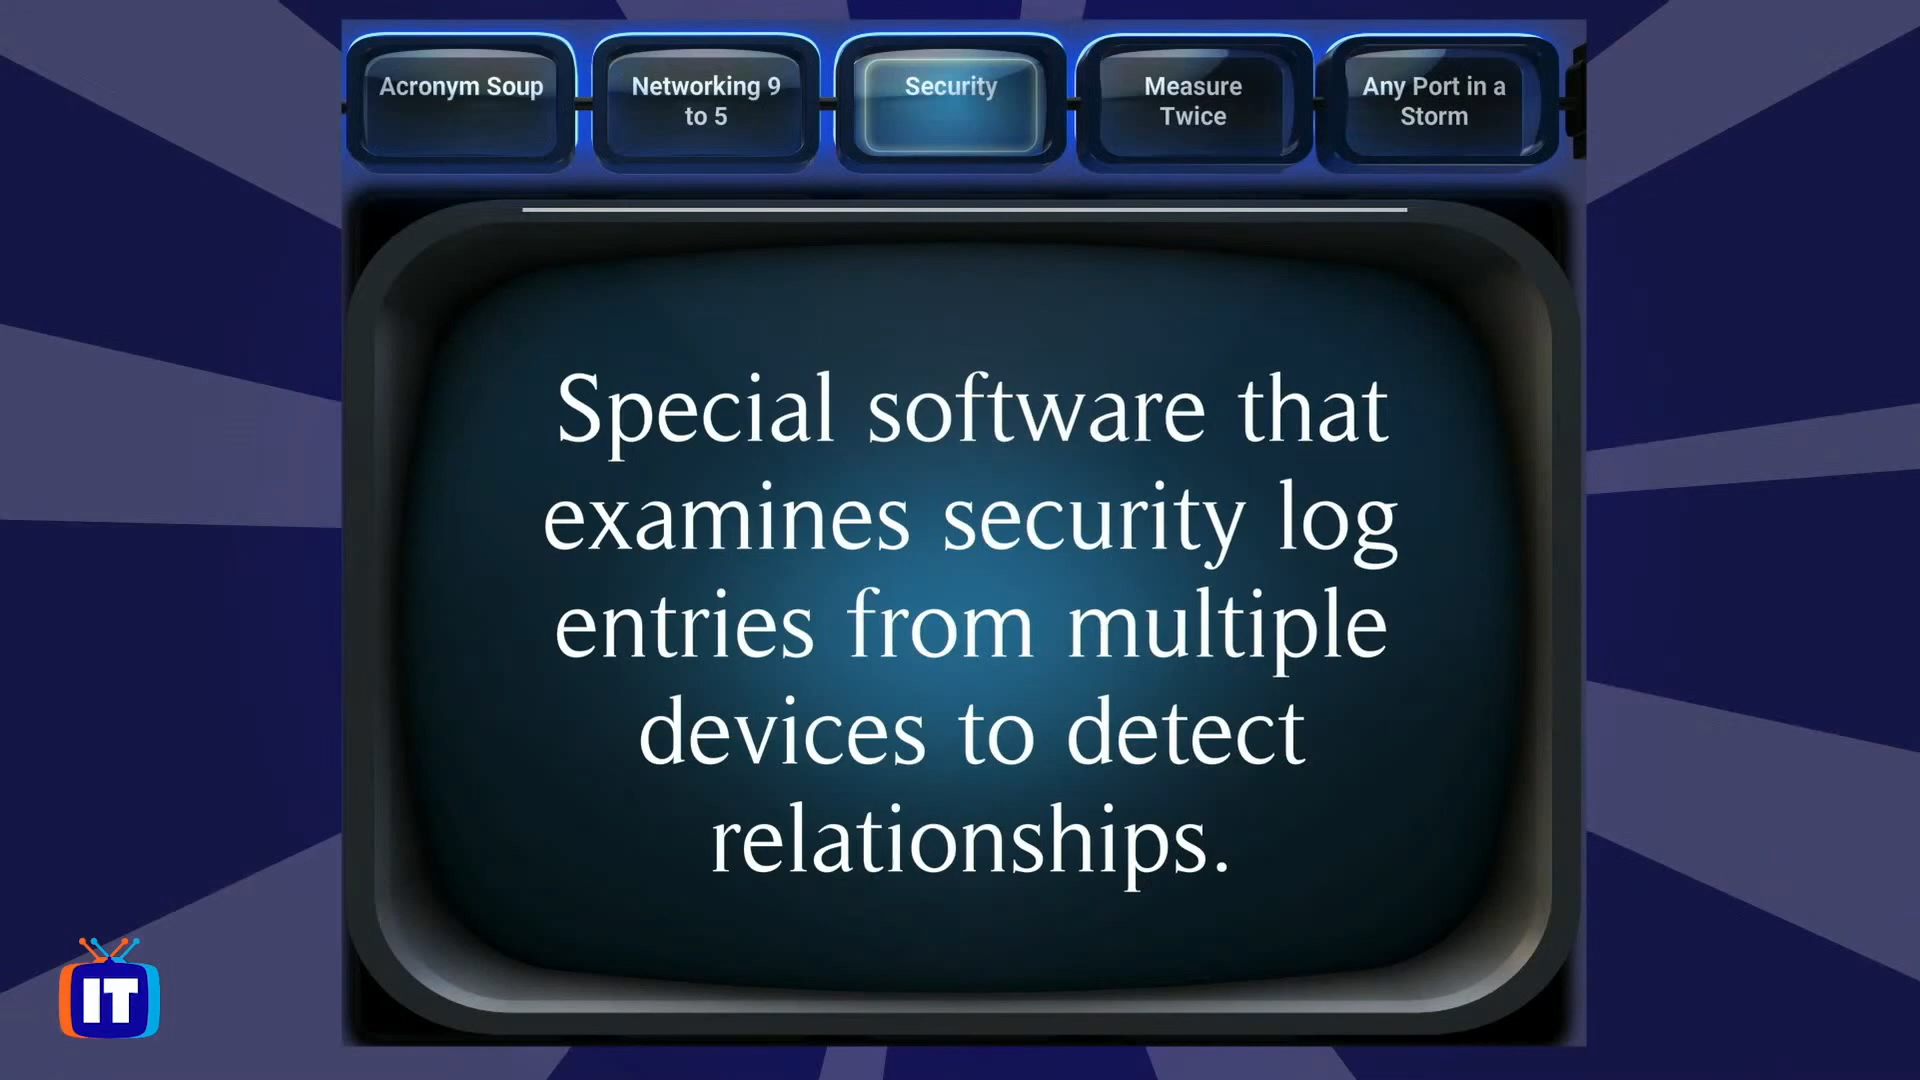 Acronym Soup
Networking 9
to 5
Security
Measure
Twice
Any Port in a
Storm
Special software that
examines security log
entries from multiple
devices to detect
relationships.
IT